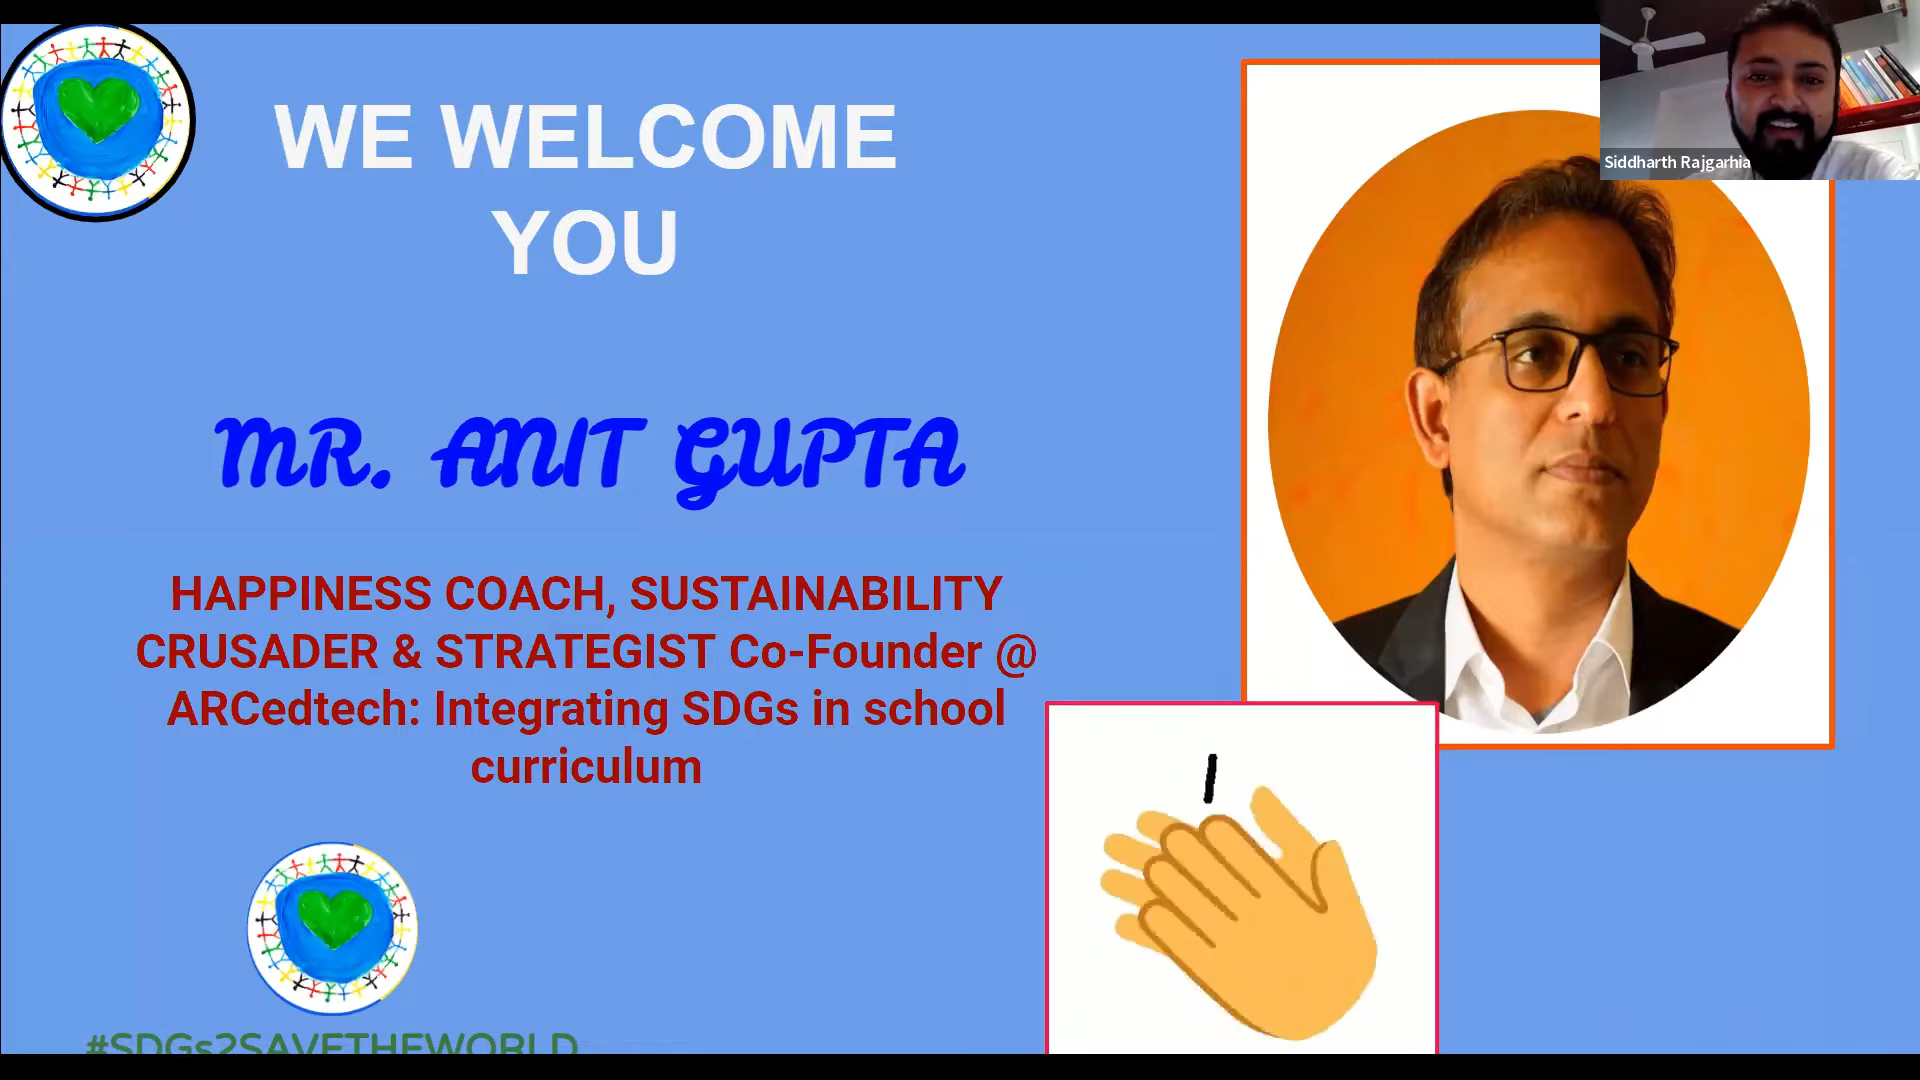 WE WELCOME
YOU
Siddharth Rajgarhia
MR. ANIT GUPTA
HAPPINESS COACH, SUSTAINABILITY
CRUSADER & STRATEGIST Co-Founder @
ARCedtech: Integrating SDGs in school
curriculum
#SDGs2SAVETHEWORLD